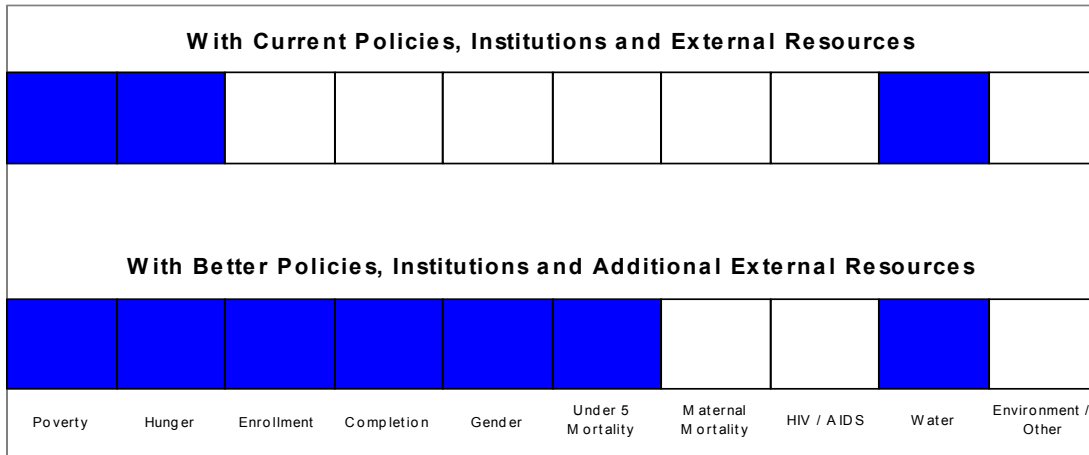 With Current Policies, Institutions and External Resources
With Better Policies, Institutions and Additional External Resources
Poverty
Hunger
Enrollment
Completion
Gender
Under 5
Mortality
Maternal
Mortality
HIV / AIDS
Water
Environment /
Other